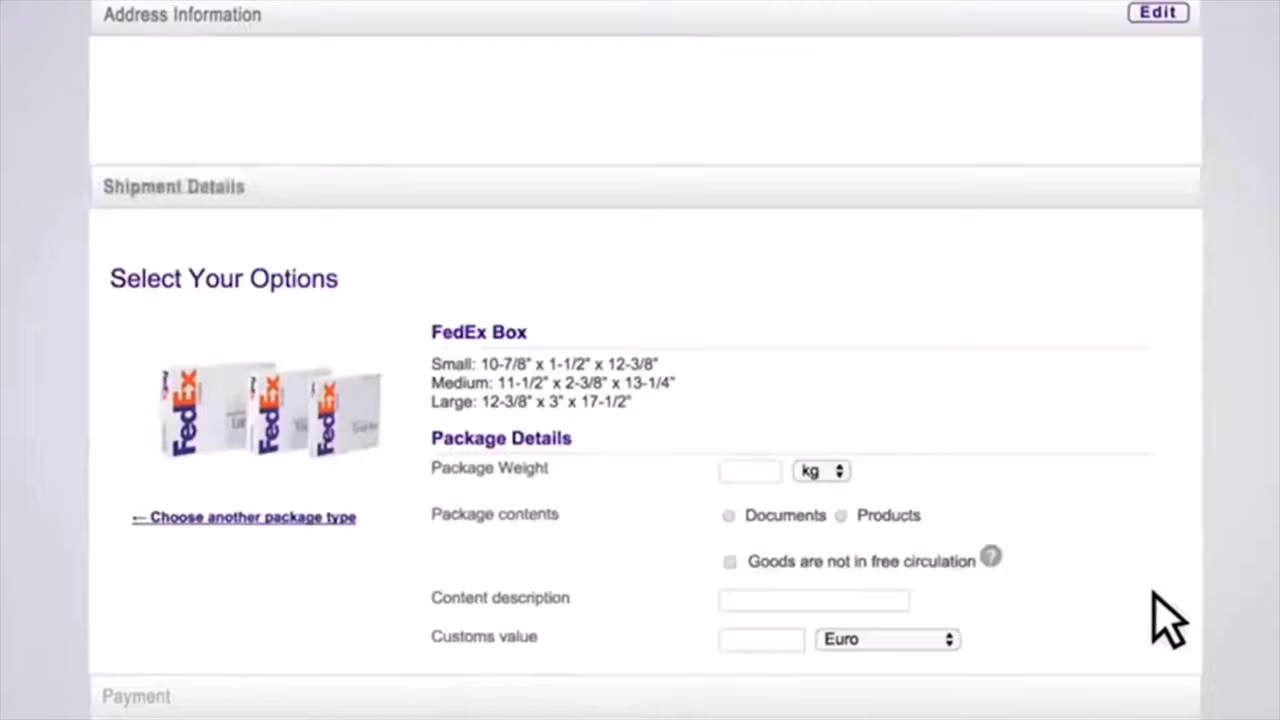 Address Information
Edit
Shipment Details
Select Your Options
FedEx Box
Small: 10-7/8" x 1-1/2" x 12-3/8"
Medium: 11-1/2" x 2-3/8" x 13-1/4"
Large: 12-3/8" x 3" x 17-1/2"
FedEx
FedEx
FedEx
Package Details
Package Weight
kg
Package contents
Documents
Products
← Choose another package type
Goods are not in free circulation
?
Content description
Customs value
Euro
Payment